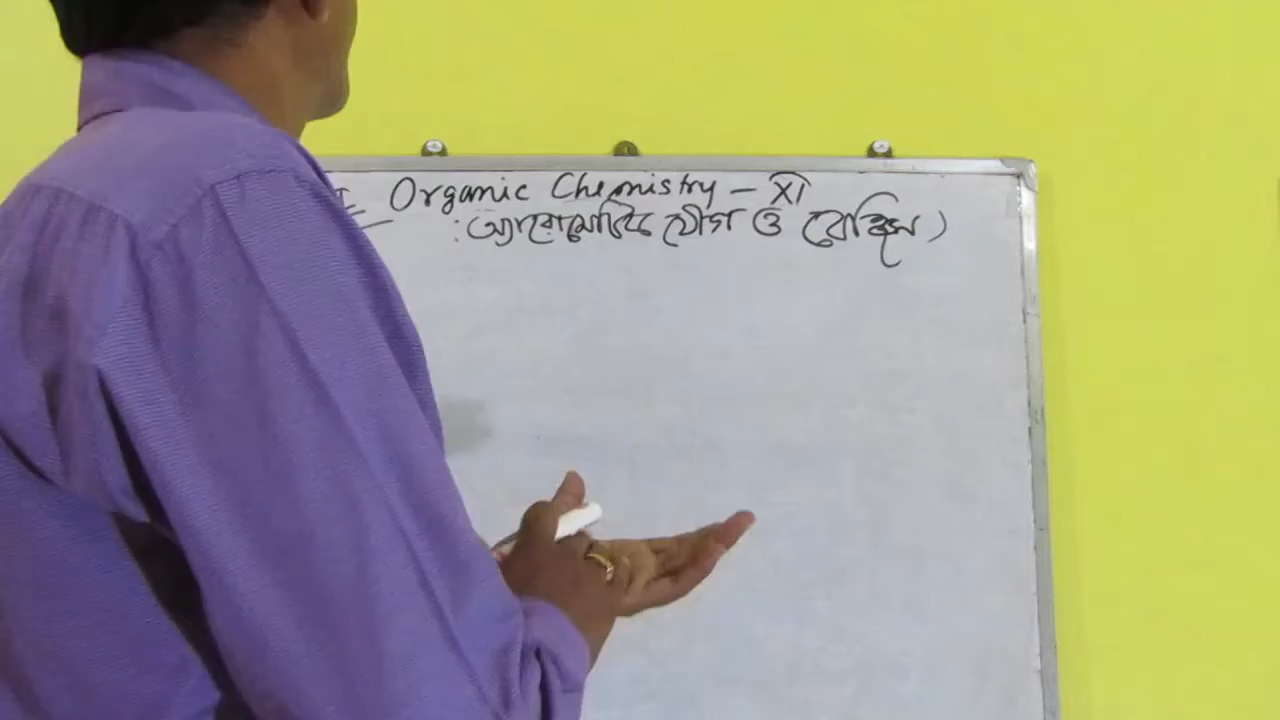 Organic Chemistry - XI
: অ্যারোমেটিক যৌগ ও বেঞ্জিন )